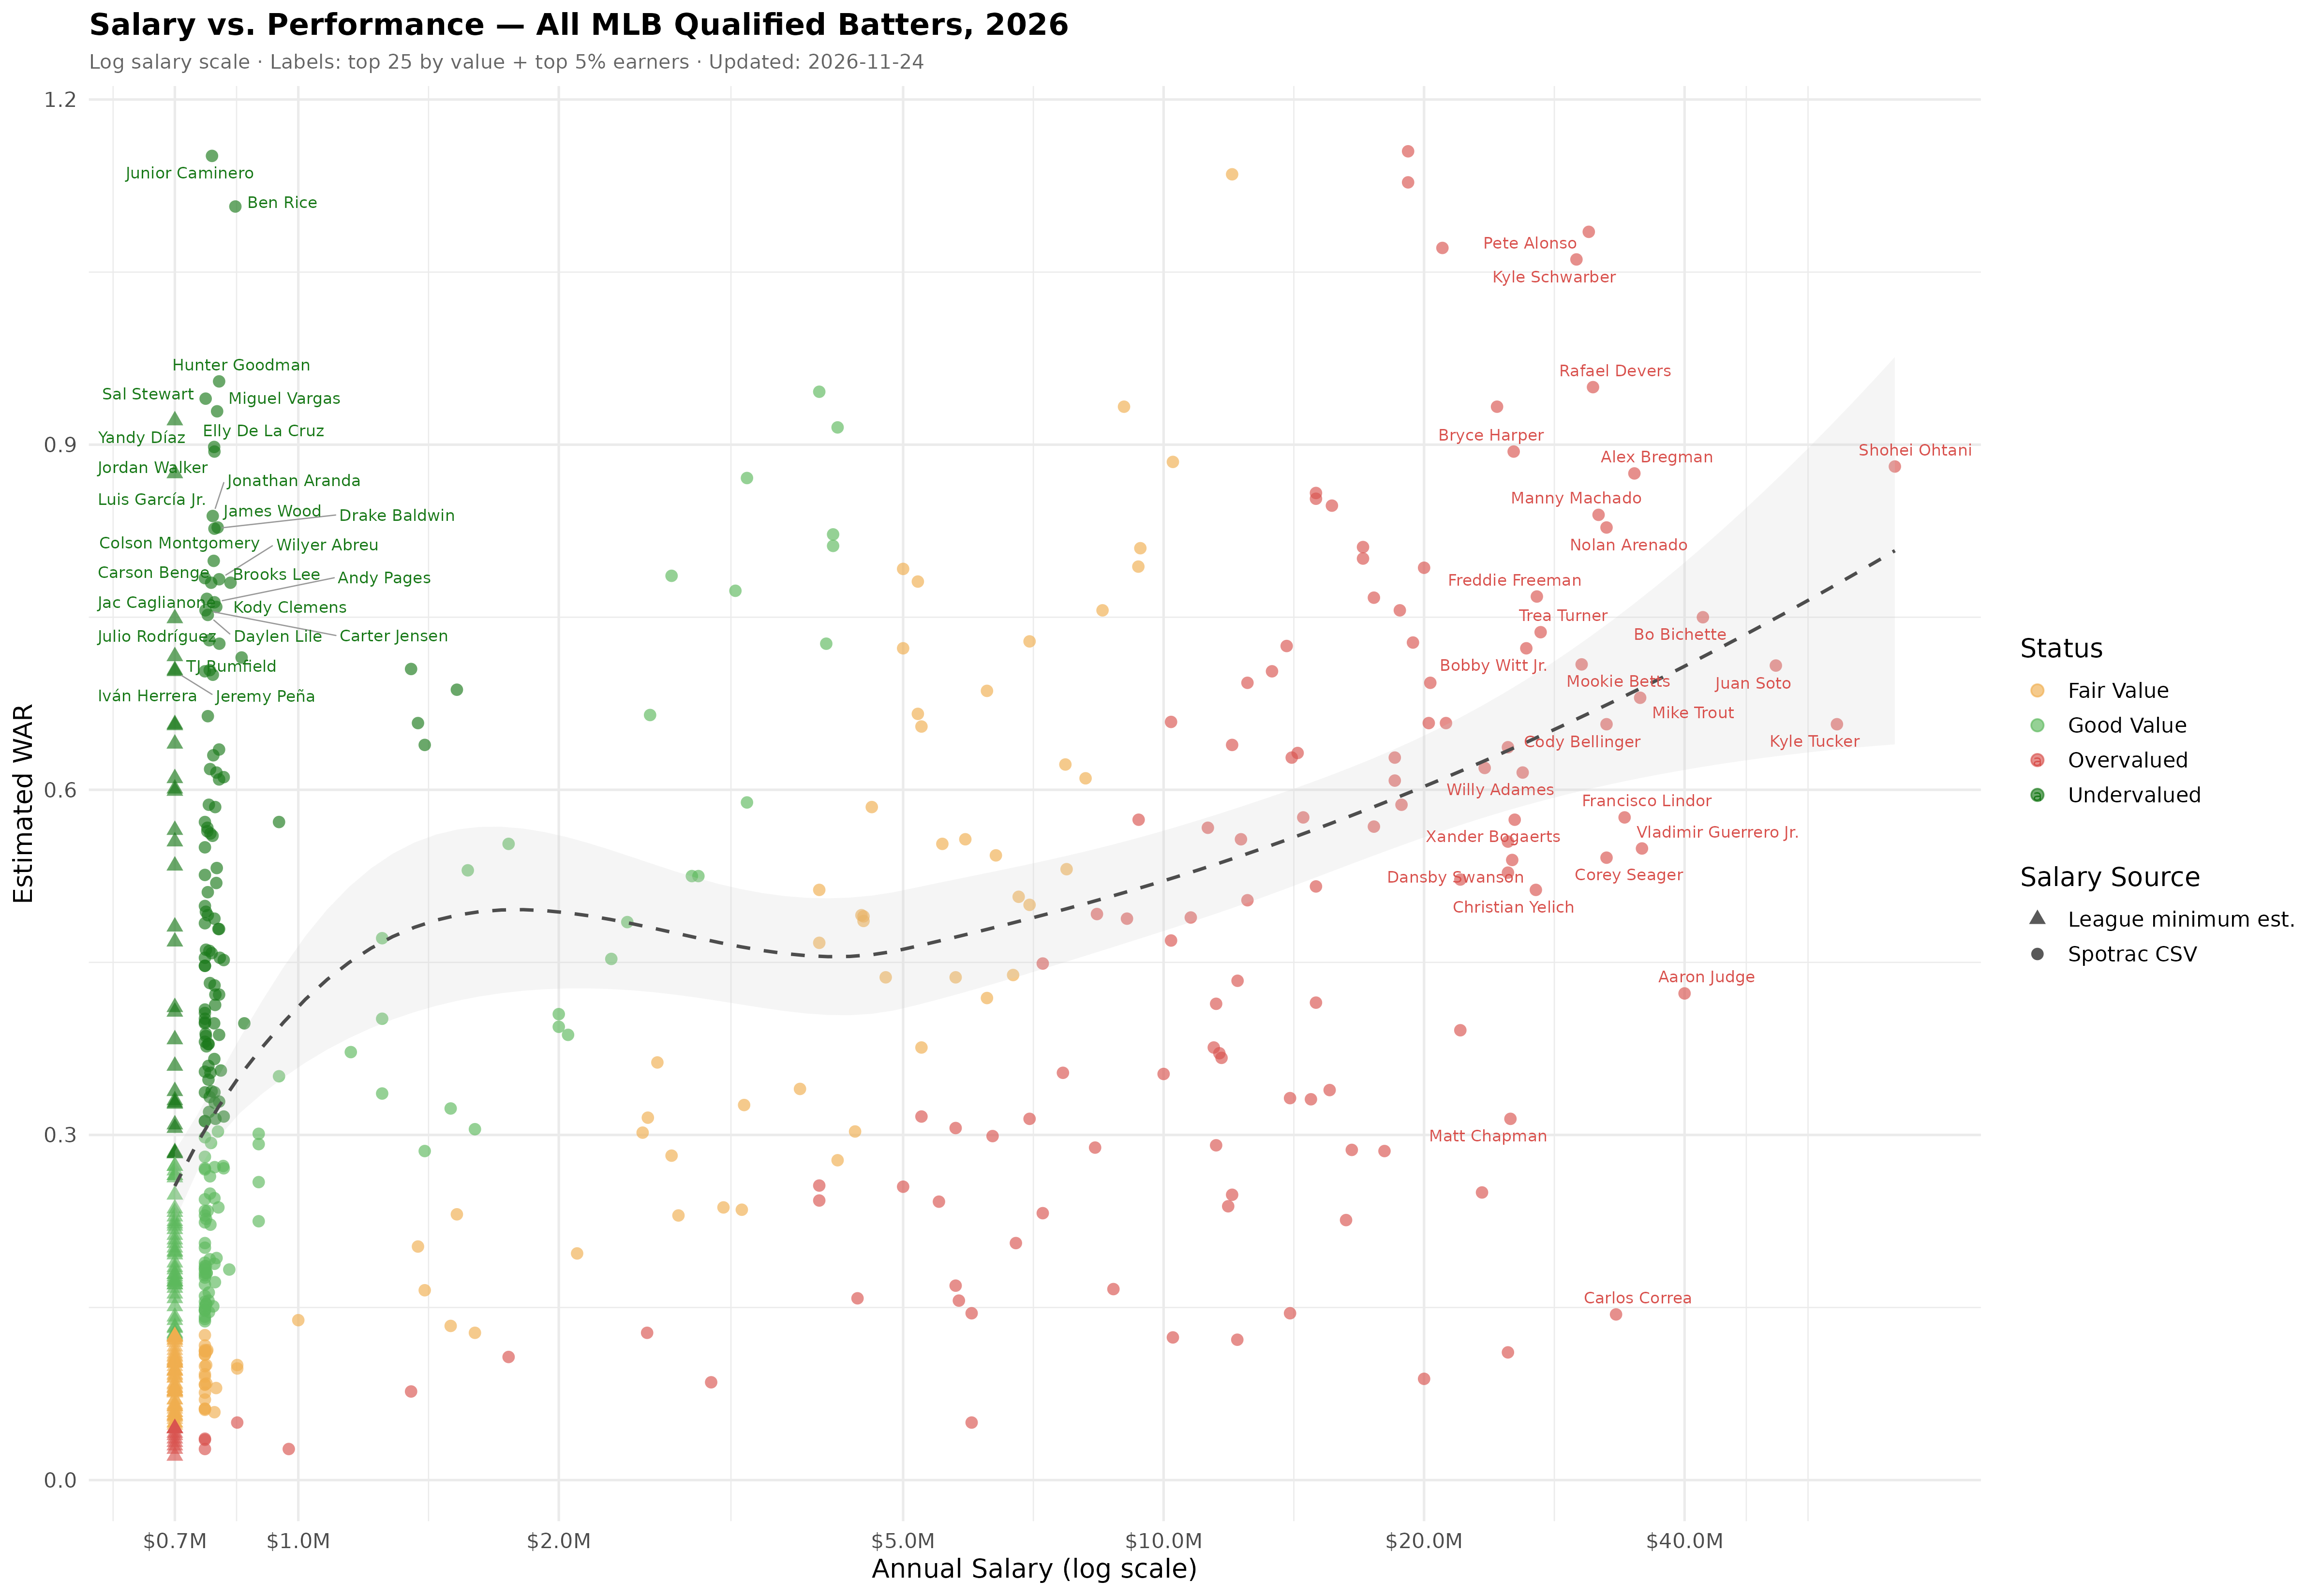 Salary vs. Performance — All MLB Qualified Batters, 2026
Log salary scale · Labels: top 25 by value + top 5% earners · Updated: 2026-11-24
Estimated WAR
1.2
0.9
0.6
0.3
0.0
Junior Caminero
Ben Rice
Pete Alonso
Kyle Schwarber
Hunter Goodman
Rafael Devers
Sal Stewart
Miguel Vargas
Yandy Díaz
Elly De La Cruz
Bryce Harper
Shohei Ohtani
Jordan Walker
Alex Bregman
Jonathan Aranda
Luis García Jr.
Manny Machado
James Wood
Drake Baldwin
Colson Montgomery
Wilyer Abreu
Nolan Arenado
Carson Benge
Brooks Lee
Andy Pages
Freddie Freeman
Jac Caglianone
Kody Clemens
Trea Turner
Julio Rodríguez
Daylen Lile
Carter Jensen
Bo Bichette
TJ Rumfield
Bobby Witt Jr.
Mookie Betts
Juan Soto
Iván Herrera
Jeremy Peña
Mike Trout
Cody Bellinger
Kyle Tucker
Willy Adames
Francisco Lindor
Xander Bogaerts
Vladimir Guerrero Jr.
Dansby Swanson
Corey Seager
Christian Yelich
Aaron Judge
Matt Chapman
Carlos Correa
$0.7M
$1.0M
$2.0M
$5.0M
$10.0M
$20.0M
$40.0M
Annual Salary (log scale)
Status
Fair Value
Good Value
a Overvalued
a Undervalued
Salary Source
League minimum est.
Spotrac CSV